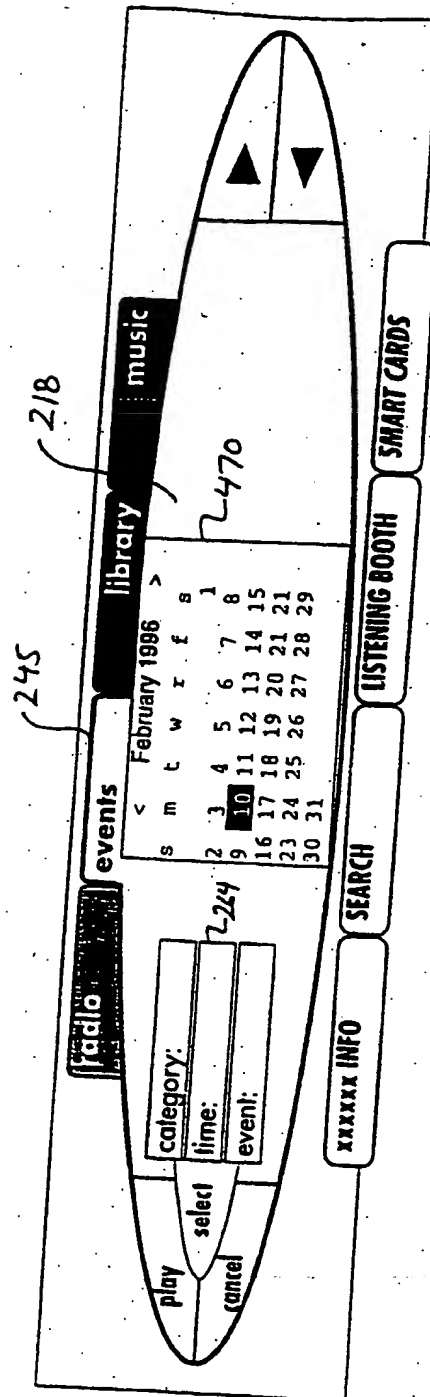 245
218
radio events library music
< February 1996 >
s m t w r f s
1
2 3 4 5 6 7 8
9 10 11 12 13 14 15
16 17 18 19 20 21 21
23 24 25 26 27 28 29
30 31
470
264
play
select
cancel
category:
time:
event:
xxxxxx INFO SEARCH LISTENING BOOTH SMART CARDS